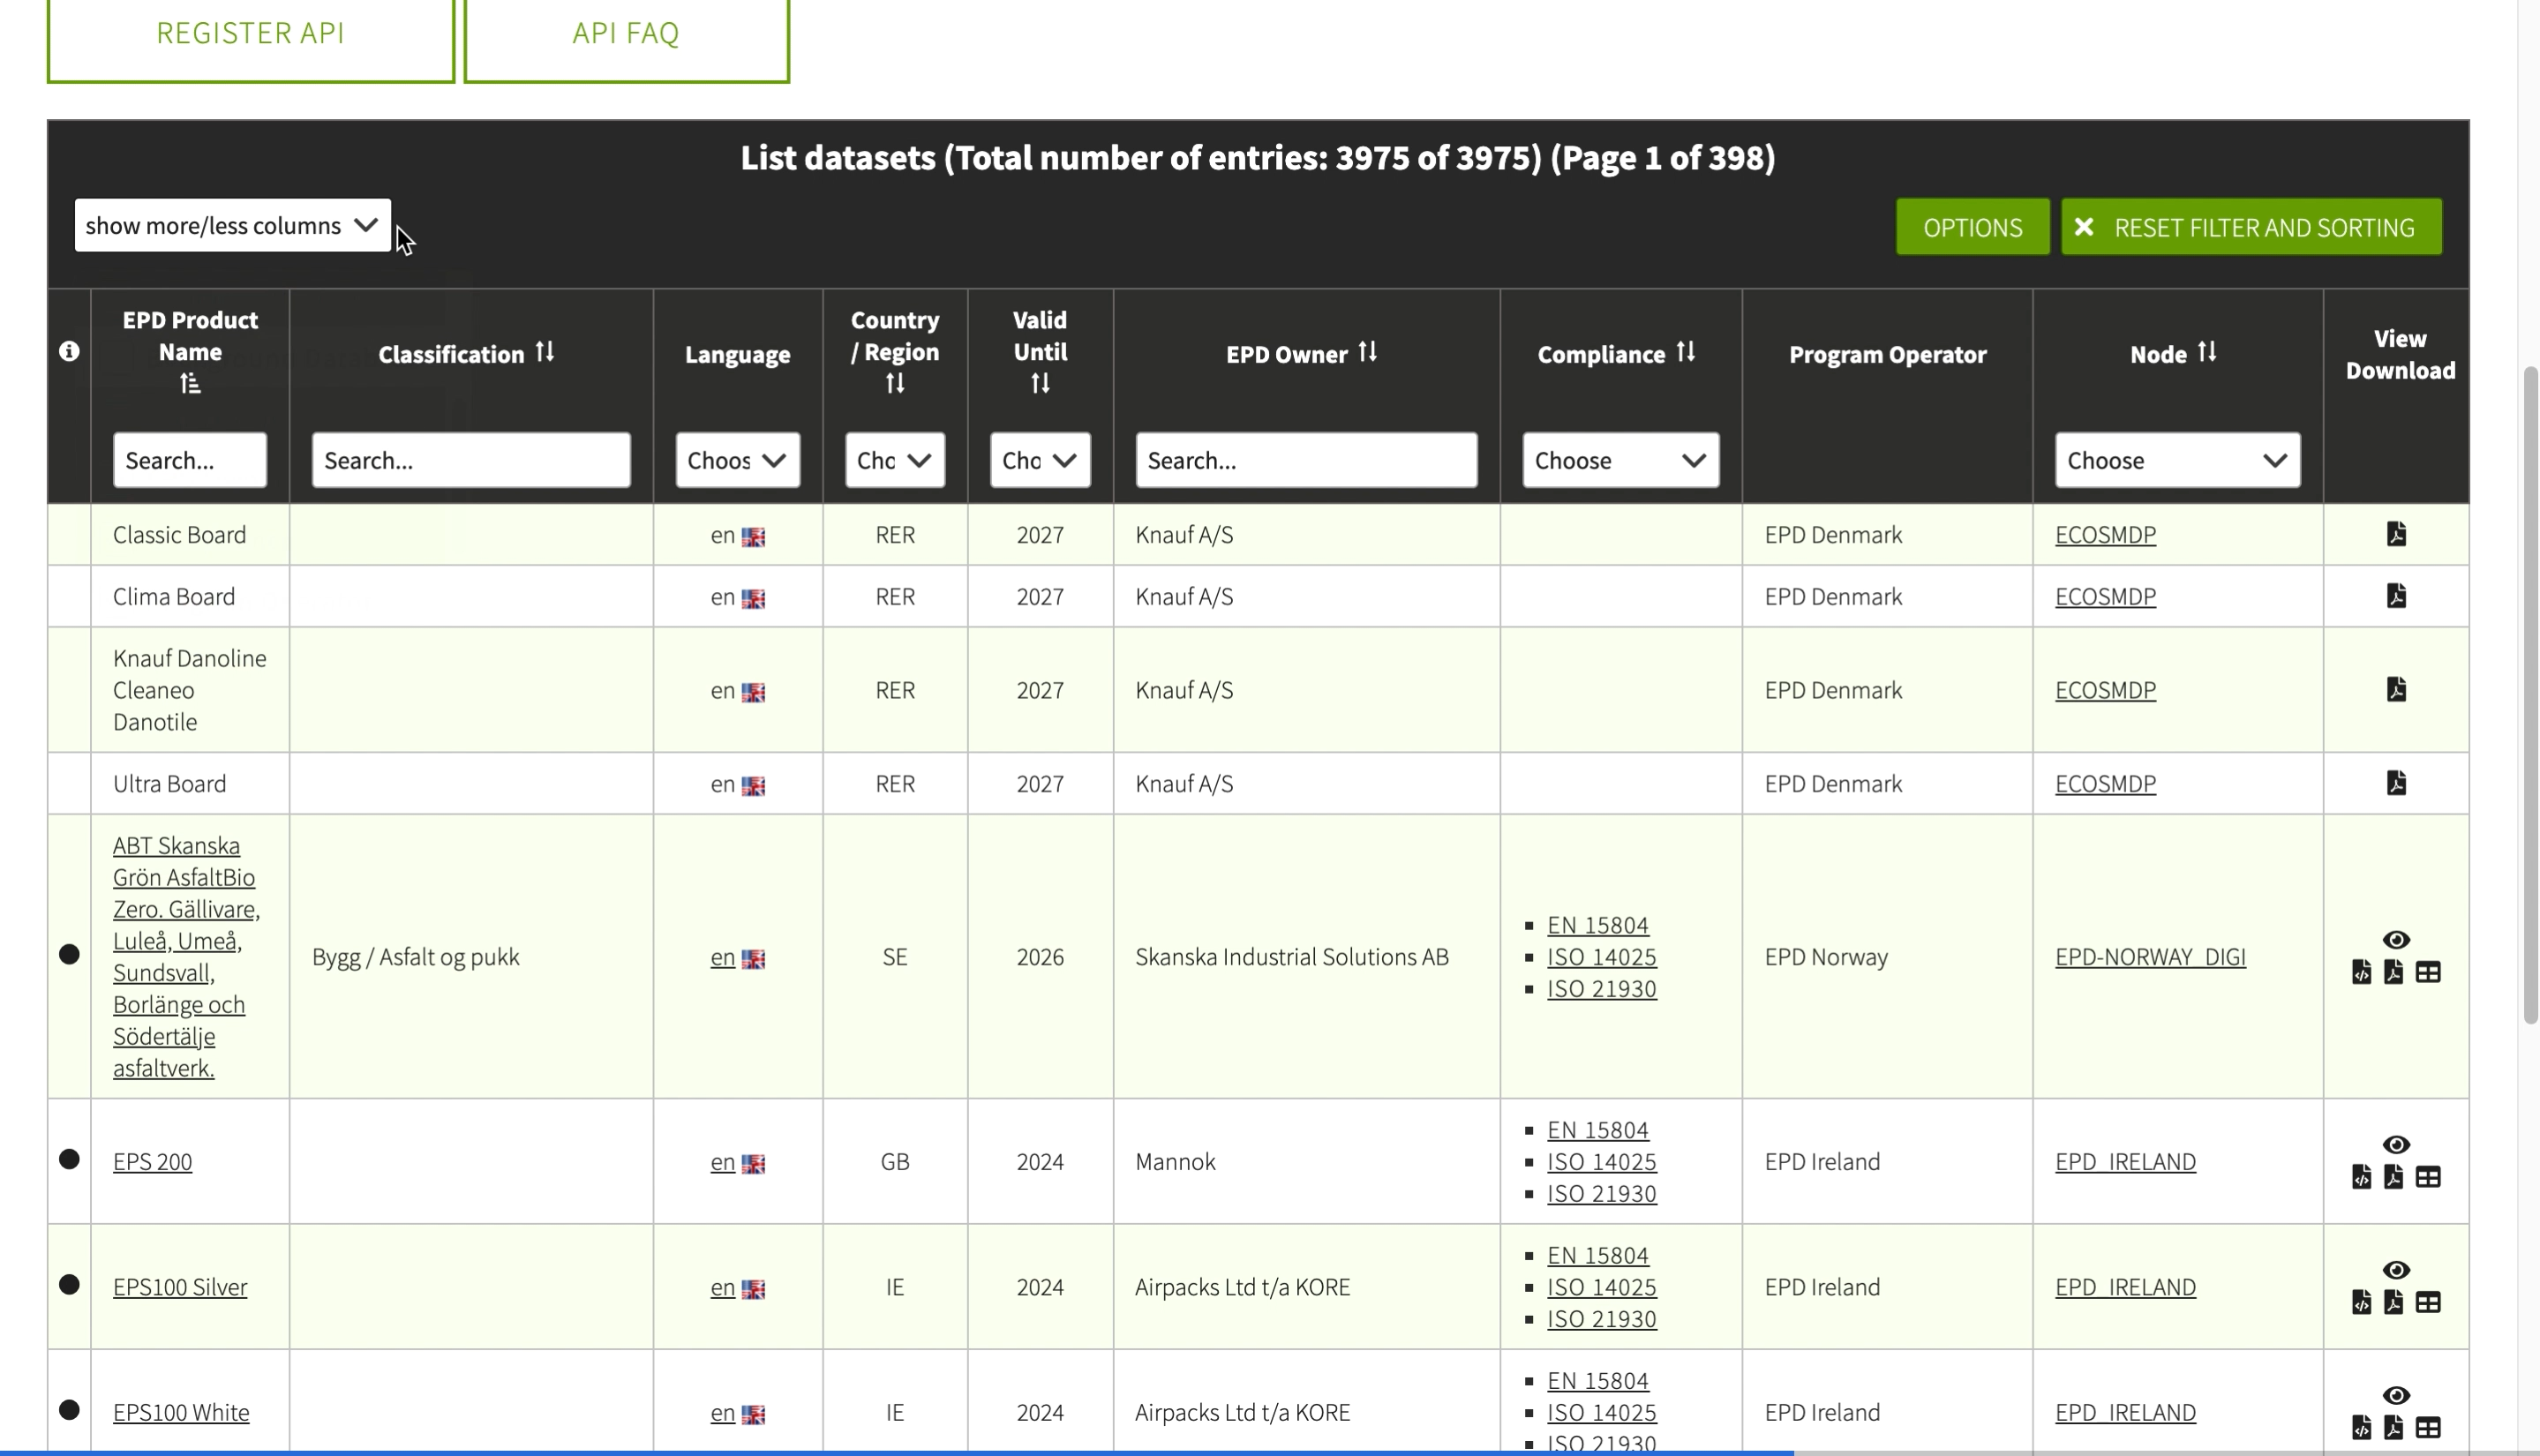 REGISTER API
API FAQ
List datasets (Total number of entries: 3975 of 3975) (Page 1 of 398)
show more/less columns
OPTIONS
RESET FILTER AND SORTING
EPD Product
Name
Classification
Language
Country
/ Region
Valid
Until
EPD Owner
Compliance
Program Operator
Node
View
Download
Search...
Search...
Choos
Cho
Cho
Search...
Choose
Choose
Classic Board
en
RER
2027
Knauf A/S
EPD Denmark
ECOSMDP
Clima Board
en
RER
2027
Knauf A/S
EPD Denmark
ECOSMDP
Knauf Danoline
Cleaneo
Danotile
en
RER
2027
Knauf A/S
EPD Denmark
ECOSMDP
Ultra Board
en
RER
2027
Knauf A/S
EPD Denmark
ECOSMDP
ABT Skanska
Grön AsfaltBio
Zero. Gällivare,
Luleå, Umeå,
Sundsvall,
Borlänge och
Södertälje
asfaltverk.
Bygg / Asfalt og pukk
en
SE
2026
Skanska Industrial Solutions AB
EN 15804
ISO 14025
ISO 21930
EPD Norway
EPD-NORWAY_DIGI
EPS 200
en
GB
2024
Mannok
EN 15804
ISO 14025
ISO 21930
EPD Ireland
EPD_IRELAND
EPS100 Silver
en
IE
2024
Airpacks Ltd t/a KORE
EN 15804
ISO 14025
ISO 21930
EPD Ireland
EPD_IRELAND
EPS100 White
en
IE
2024
Airpacks Ltd t/a KORE
EN 15804
ISO 14025
ISO 21930
EPD Ireland
EPD_IRELAND